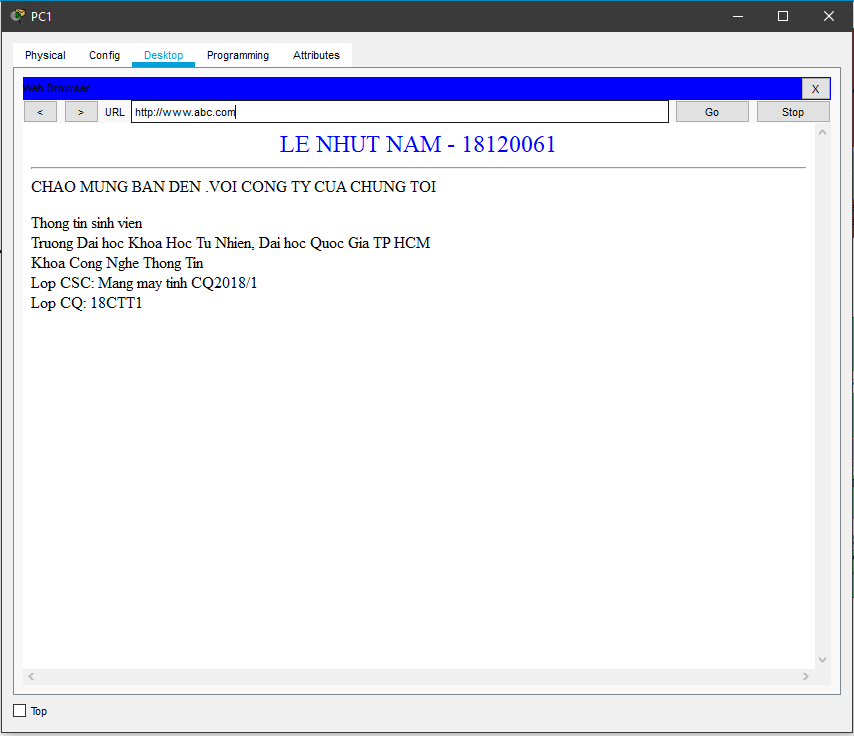 PC1
Physical Config Desktop Programming Attributes
Web Browser X
< > URL http://www.abc.com Go Stop
LE NHUT NAM - 18120061
CHAO MUNG BAN DEN .VOI CONG TY CUA CHUNG TOI
Thong tin sinh vien
Truong Dai hoc Khoa Hoc Tu Nhien, Dai hoc Quoc Gia TP HCM
Khoa Cong Nghe Thong Tin
Lop CSC: Mang may tinh CQ2018/1
Lop CQ: 18CTT1
Top